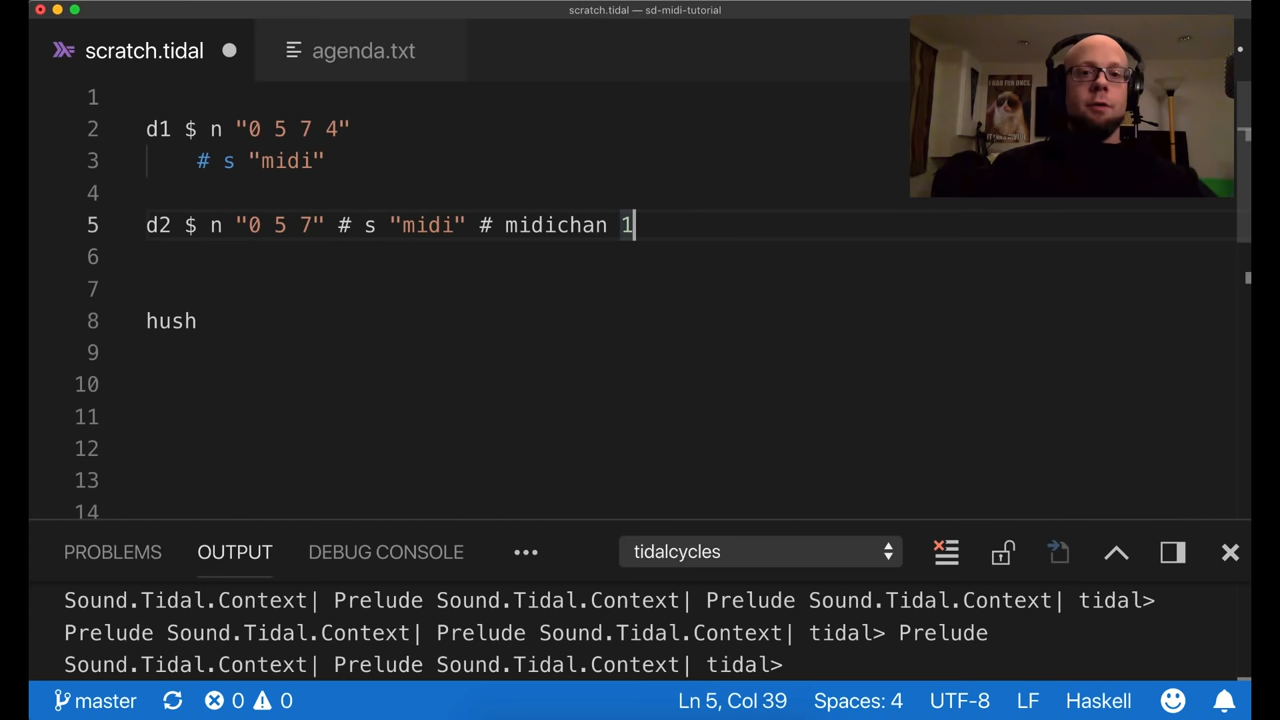 scratch.tidal — sd-midi-tutorial
scratch.tidal
agenda.txt
1
2 d1 $ n "0 5 7 4"
3 # s "midi"
4
5 d2 $ n "0 5 7" # s "midi" # midichan 1
6
7
8 hush
9
10
11
12
13
14
PROBLEMS OUTPUT DEBUG CONSOLE ••• tidalcycles
Sound.Tidal.Context| Prelude Sound.Tidal.Context| Prelude Sound.Tidal.Context| tidal>
Prelude Sound.Tidal.Context| Prelude Sound.Tidal.Context| tidal> Prelude
Sound.Tidal.Context| Prelude Sound.Tidal.Context| tidal>
master 0 0 Ln 5, Col 39 Spaces: 4 UTF-8 LF Haskell